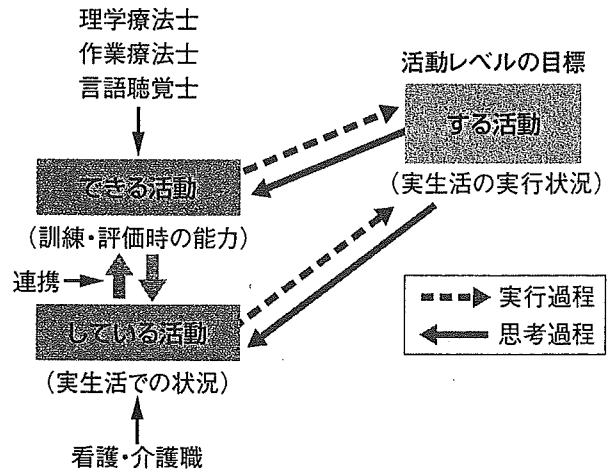 理学療法士
作業療法士
言語聴覚士
活動レベルの目標
する活動
(実生活の実行状況)
できる活動
(訓練・評価時の能力)
連携
している活動
(実生活での状況)
看護・介護職
実行過程
思考過程